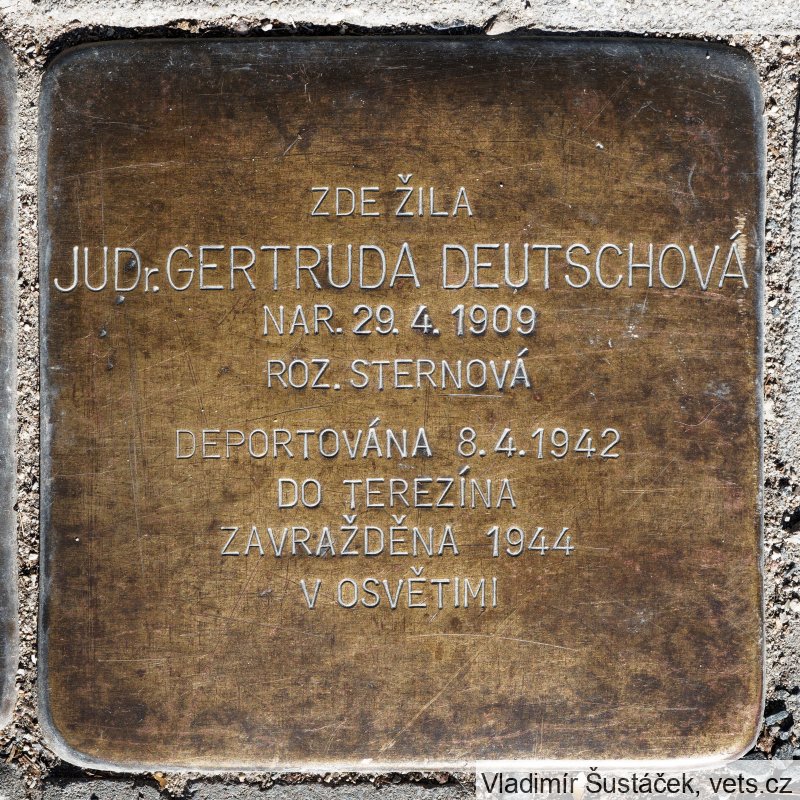 ZDE ŽILA
JUDr. GERTRUDA DEUTSCHOVÁ
NAR. 29. 4. 1909
ROZ. STERNOVÁ
DEPORTOVÁNA 8. 4. 1942
DO TEREZÍNA
ZAVRAŽDĚNA 1944
V OSVĚTIMI
Vladimír Šustáček, vets.cz